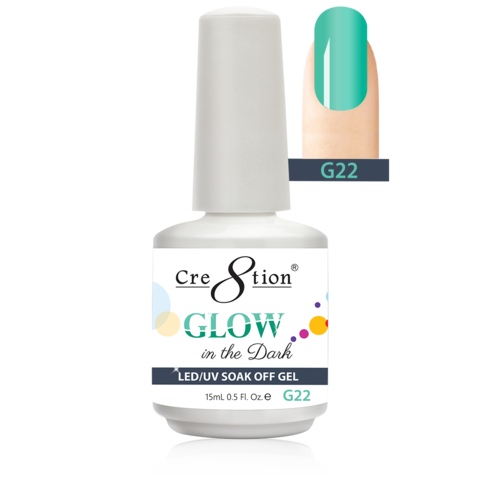 G22
Cre8tion®
GLOW
in the Dark
LED/UV SOAK OFF GEL
15mL 0.5 Fl. Oz.e G22